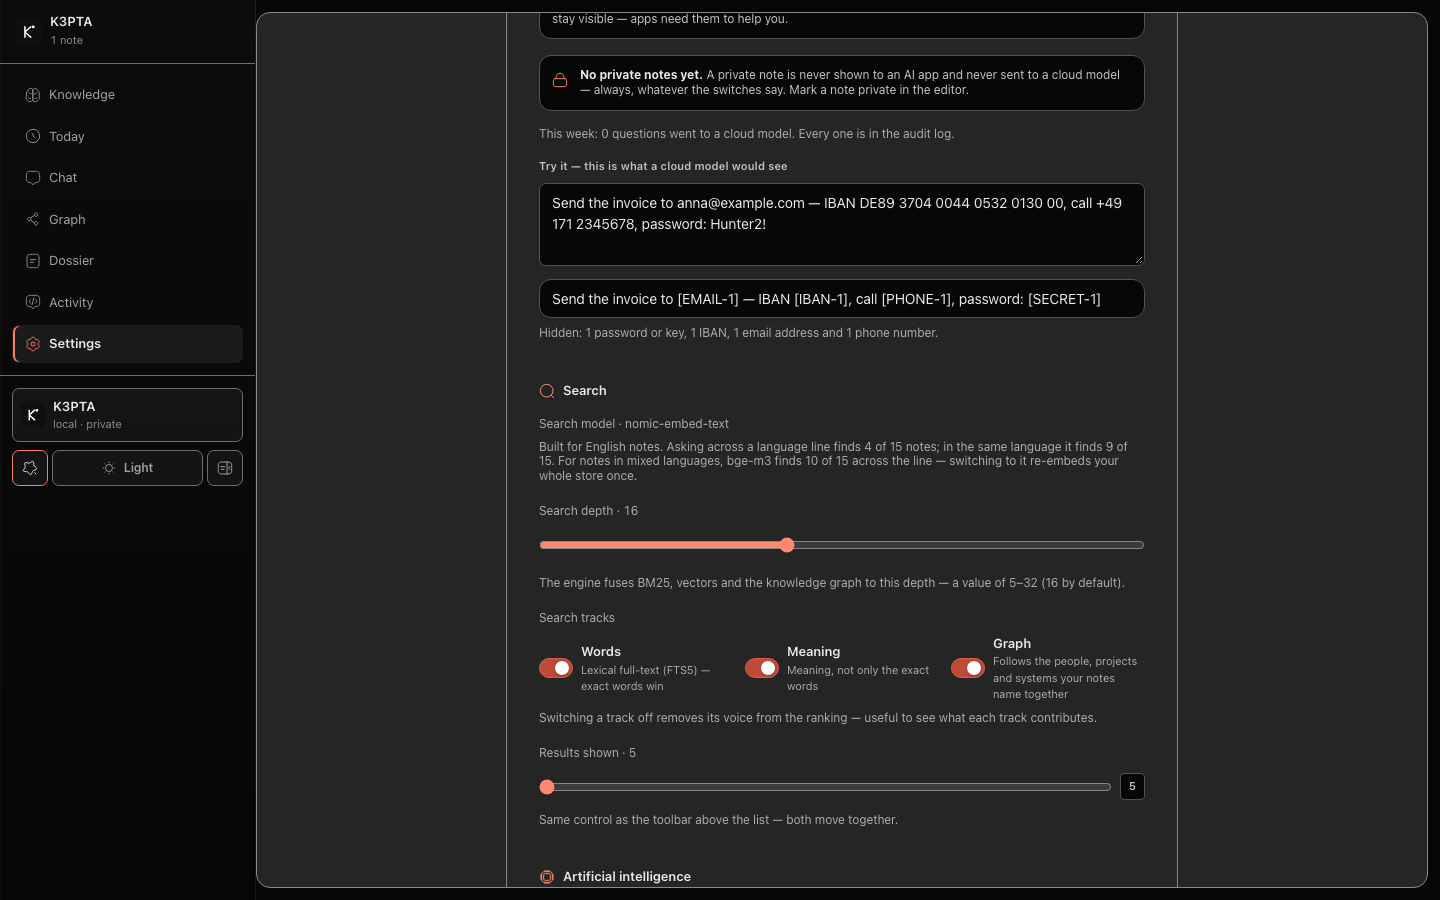 K3PTA
1 note
Knowledge
Today
Chat
Graph
Dossier
Activity
Settings
K3PTA
local · private
Light
stay visible — apps need them to help you.
No private notes yet. A private note is never shown to an AI app and never sent to a cloud model
— always, whatever the switches say. Mark a note private in the editor.
This week: 0 questions went to a cloud model. Every one is in the audit log.
Try it — this is what a cloud model would see
Send the invoice to anna@example.com — IBAN DE89 3704 0044 0532 0130 00, call +49
171 2345678, password: Hunter2!
Send the invoice to [EMAIL-1] — IBAN [IBAN-1], call [PHONE-1], password: [SECRET-1]
Hidden: 1 password or key, 1 IBAN, 1 email address and 1 phone number.
Search
Search model · nomic-embed-text
Built for English notes. Asking across a language line finds 4 of 15 notes; in the same language it finds 9 of
15. For notes in mixed languages, bge-m3 finds 10 of 15 across the line — switching to it re-embeds your
whole store once.
Search depth · 16
The engine fuses BM25, vectors and the knowledge graph to this depth — a value of 5–32 (16 by default).
Search tracks
Words
Lexical full-text (FTS5) —
exact words win
Meaning
Meaning, not only the exact
words
Graph
Follows the people, projects
and systems your notes
name together
Switching a track off removes its voice from the ranking — useful to see what each track contributes.
Results shown · 5
5
Same control as the toolbar above the list — both move together.
Artificial intelligence